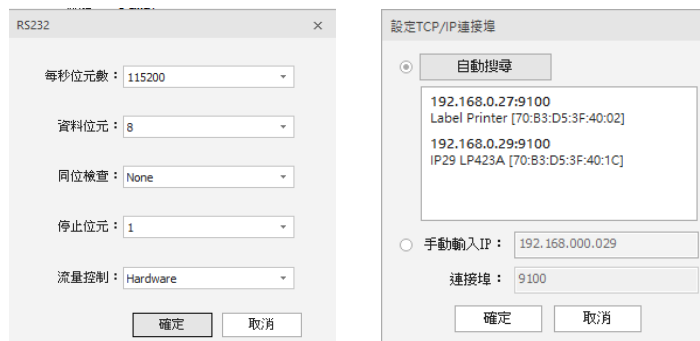 RS232
×
每秒位元數： 115200
資料位元： 8
同位檢查： None
停止位元： 1
流量控制： Hardware
確定 取消
設定TCP/IP連接埠
自動搜尋
192.168.0.27:9100
Label Printer [70:B3:D5:3F:40:02]
192.168.0.29:9100
IP29 LP423A [70:B3:D5:3F:40:1C]
手動輸入IP： 192.168.000.029
連接埠： 9100
確定 取消